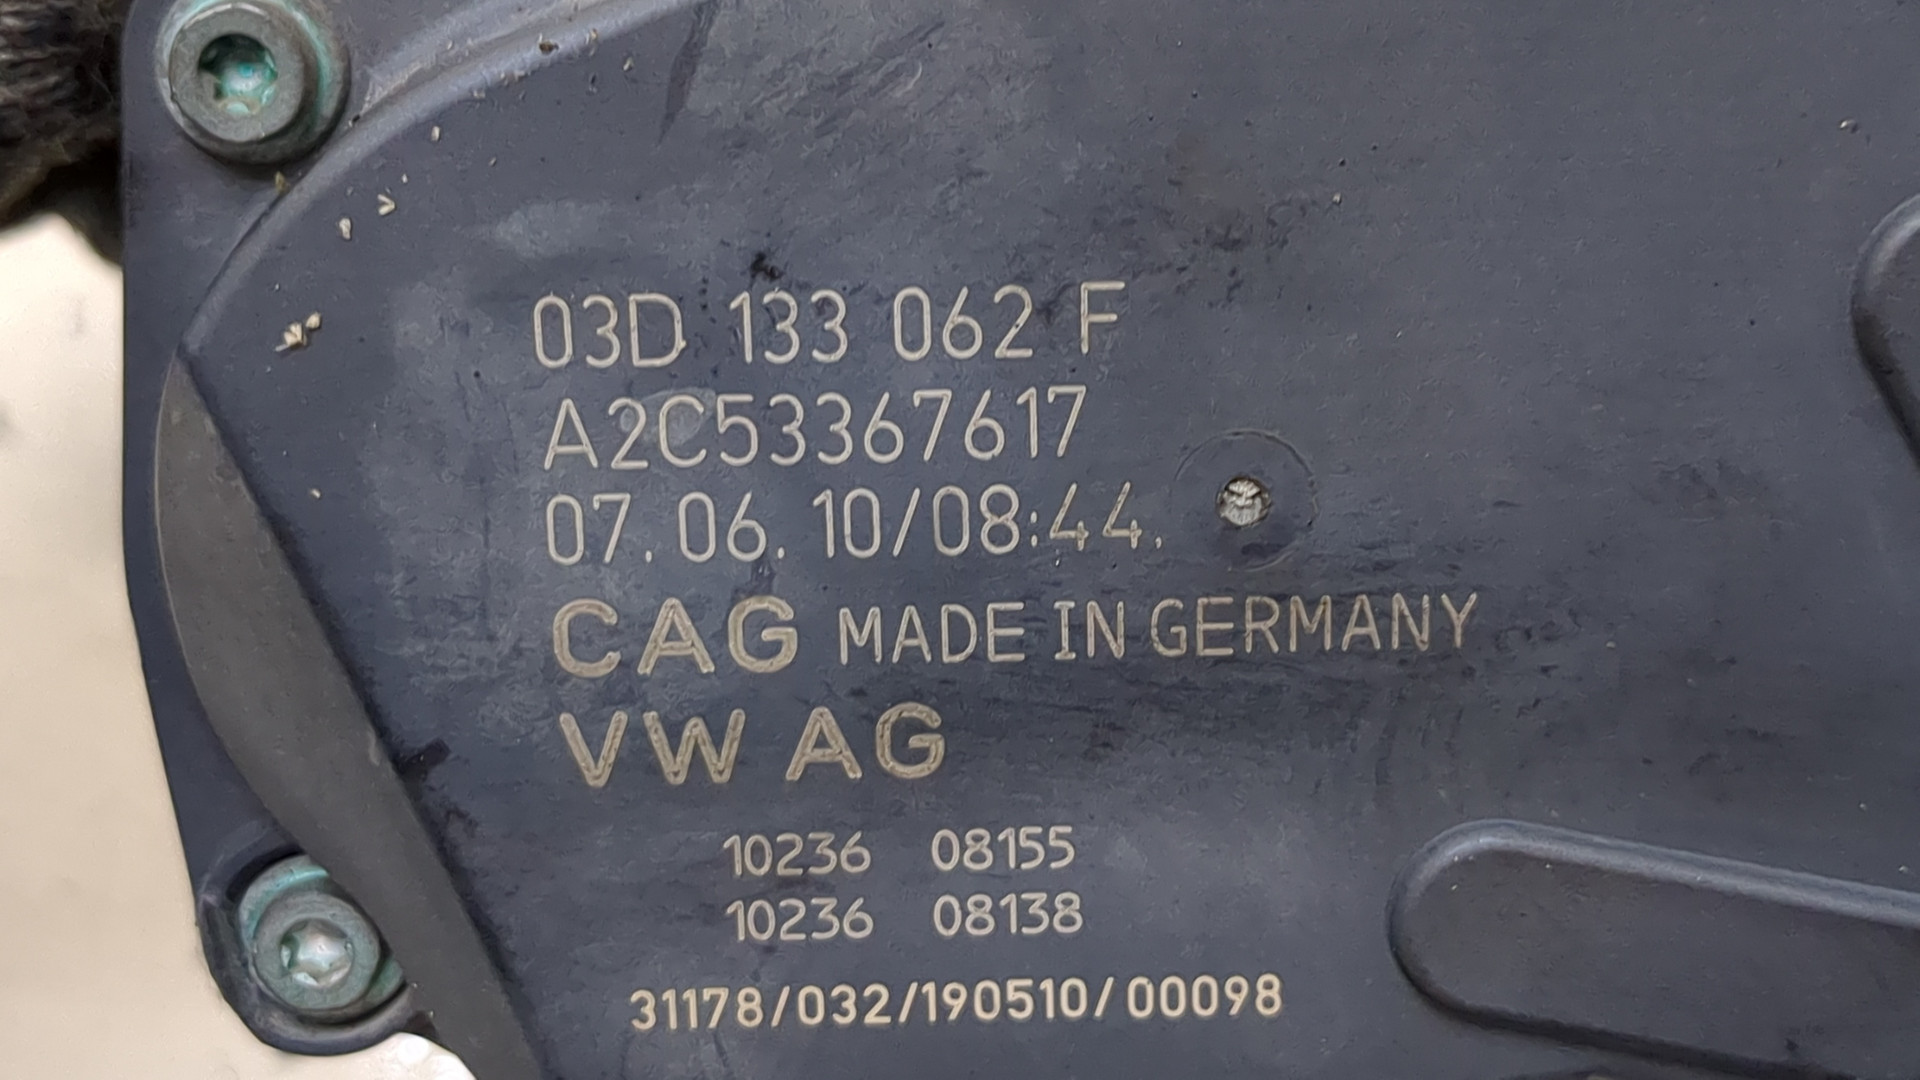 03D 133 062 F
A2C53367617
07.06.10/08:44.
CAG MADE IN GERMANY
VW AG
10236 08155
10236 08138
31178/032/190510/00098